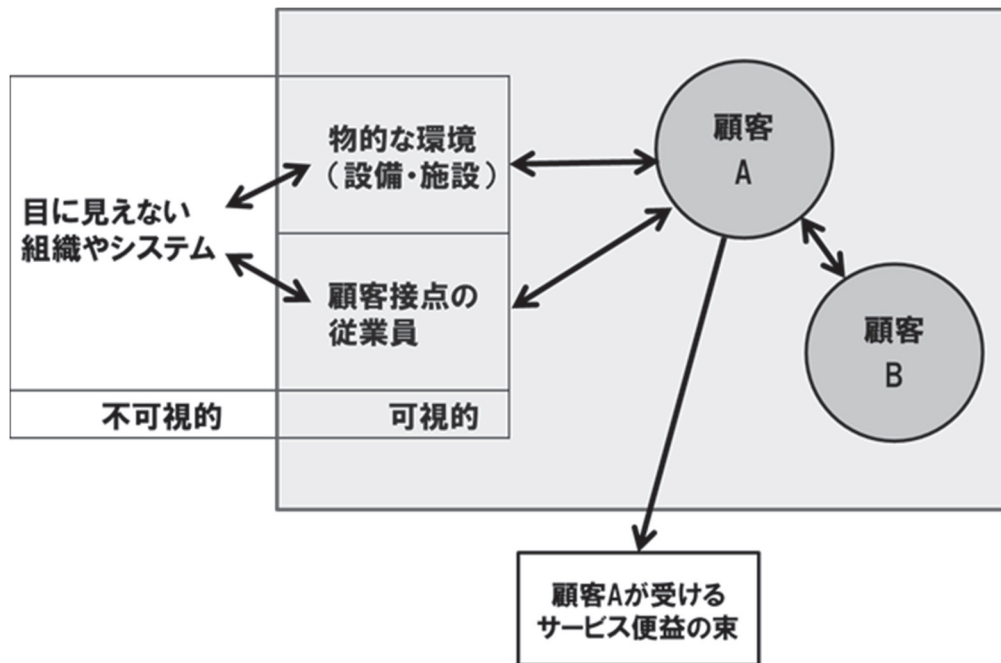 目に見えない
組織やシステム
不可視的
物的な環境
（設備・施設）
顧客接点の
従業員
可視的
顧客
A
顧客
B
顧客Aが受ける
サービス便益の束